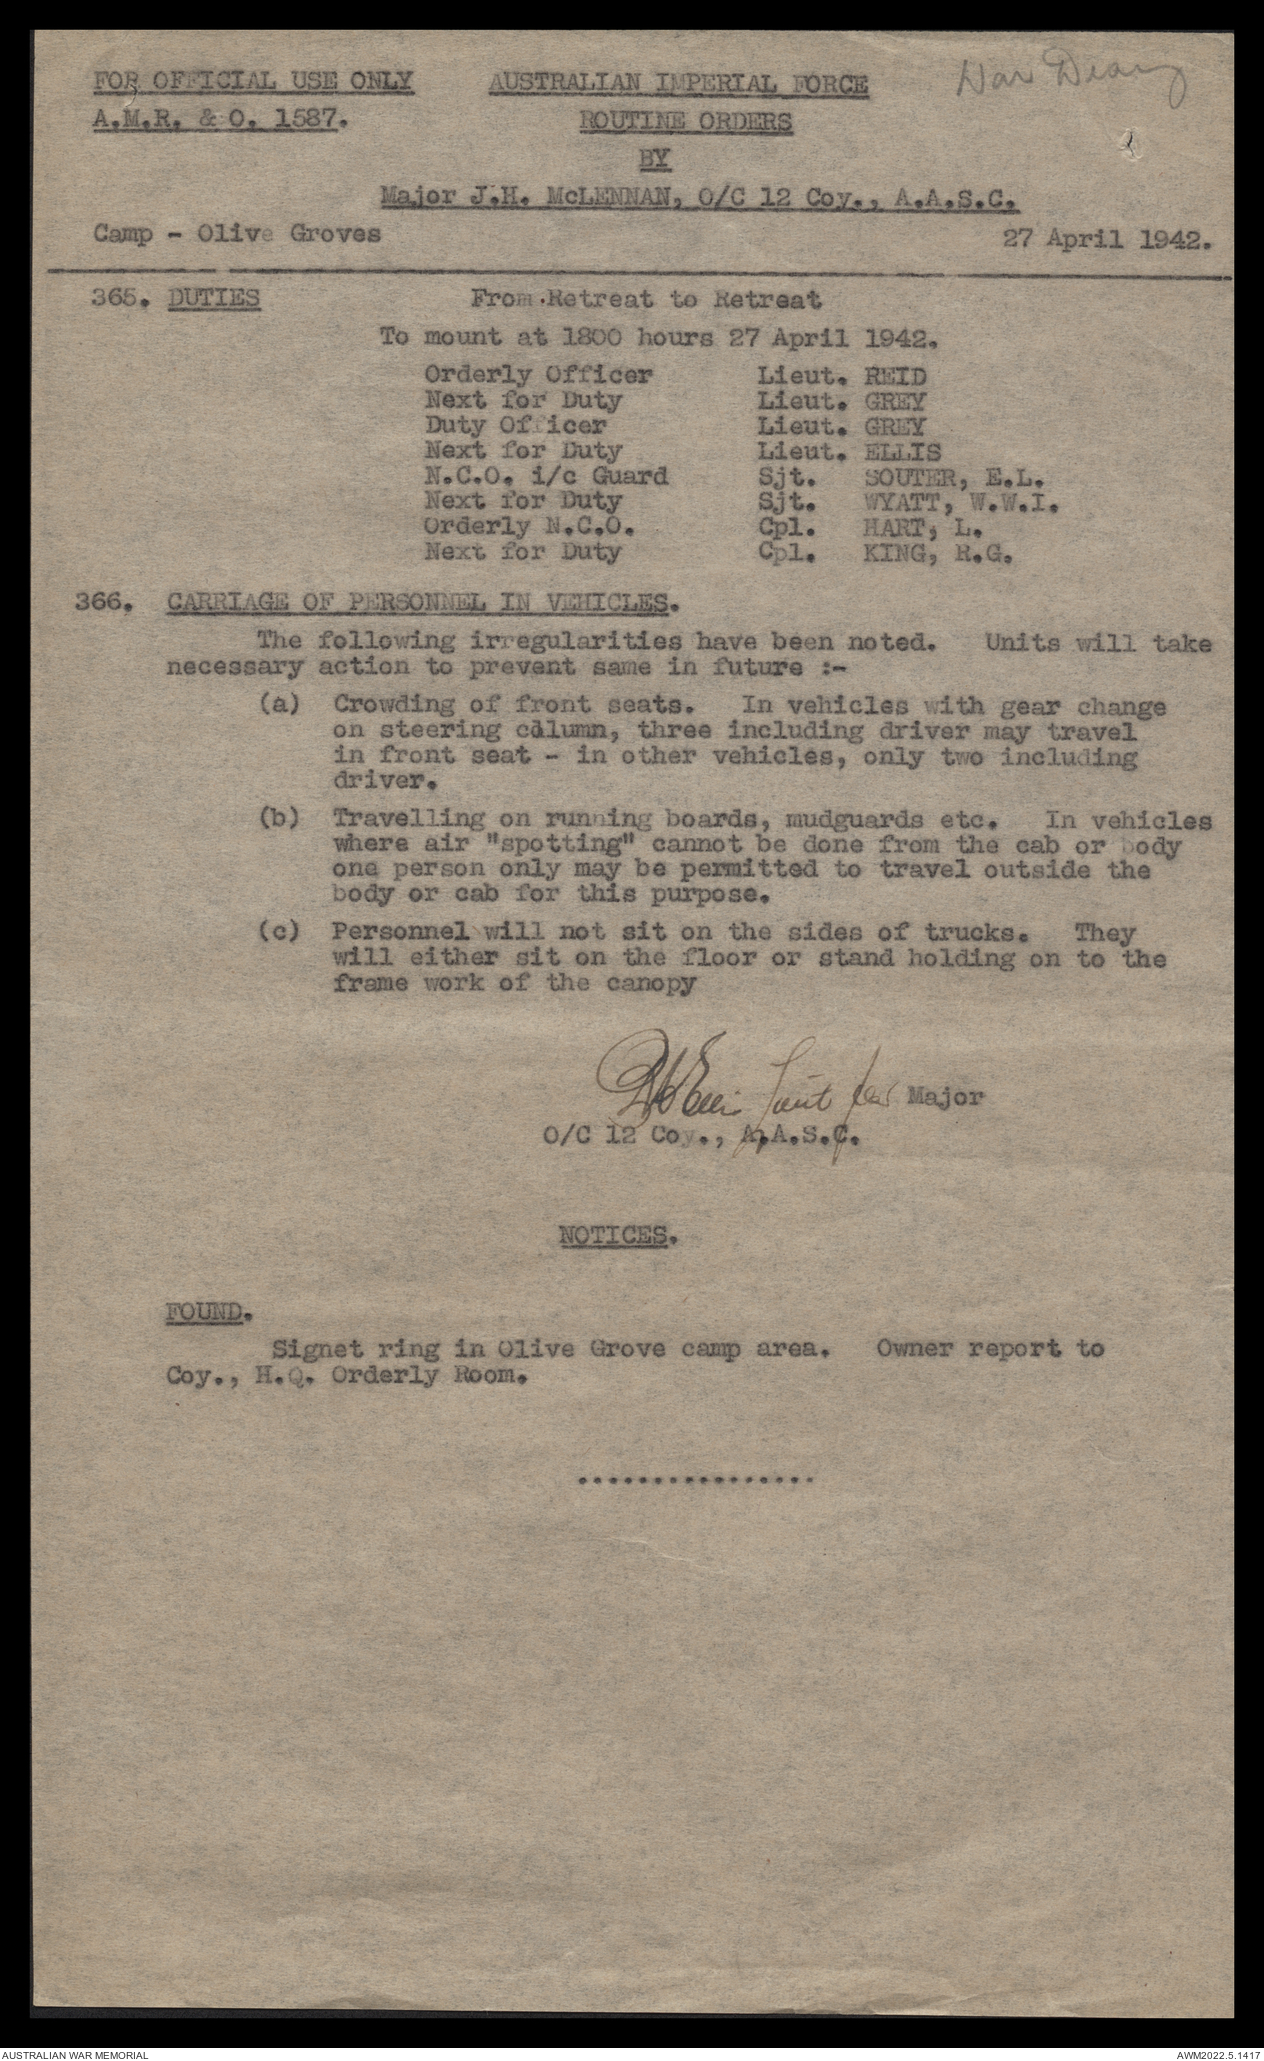 War Diary
FOR OFFICIAL USE ONLY AUSTRALIAN IMPERIAL FORCE
A.M.R. & O. 1587. ROUTINE ORDERS
BY
Major J.H. McLENNAN, O/C 12 Coy., A.A.S.C.
Camp - Olive Groves 27 April 1942.
365. DUTIES From Retreat to Retreat
To mount at 1800 hours 27 April 1942.
Orderly Officer Lieut. REID
Next for Duty Lieut. GREY
Duty Officer Lieut. GREY
Next for Duty Lieut. ELLIS
N.C.O. i/c Guard Sjt. SOUTER, E.L.
Next for Duty Sjt. WYATT, W.W.I.
Orderly N.C.O. Cpl. HART, L.
Next for Duty Cpl. KING, R.G.
366. CARRIAGE OF PERSONNEL IN VEHICLES.
The following irregularities have been noted. Units will take
necessary action to prevent same in future :-
(a) Crowding of front seats. In vehicles with gear change
on steering column, three including driver may travel
in front seat - in other vehicles, only two including
driver.
(b) Travelling on running boards, mudguards etc. In vehicles
where air "spotting" cannot be done from the cab or body
one person only may be permitted to travel outside the
body or cab for this purpose.
(c) Personnel will not sit on the sides of trucks. They
will either sit on the floor or stand holding on to the
frame work of the canopy
Lieut for Major
O/C 12 Coy., A.A.S.C.
NOTICES.
FOUND.
Signet ring in Olive Grove camp area. Owner report to
Coy., H.Q. Orderly Room.
................
AUSTRALIAN WAR MEMORIAL AWM2022.5.1417